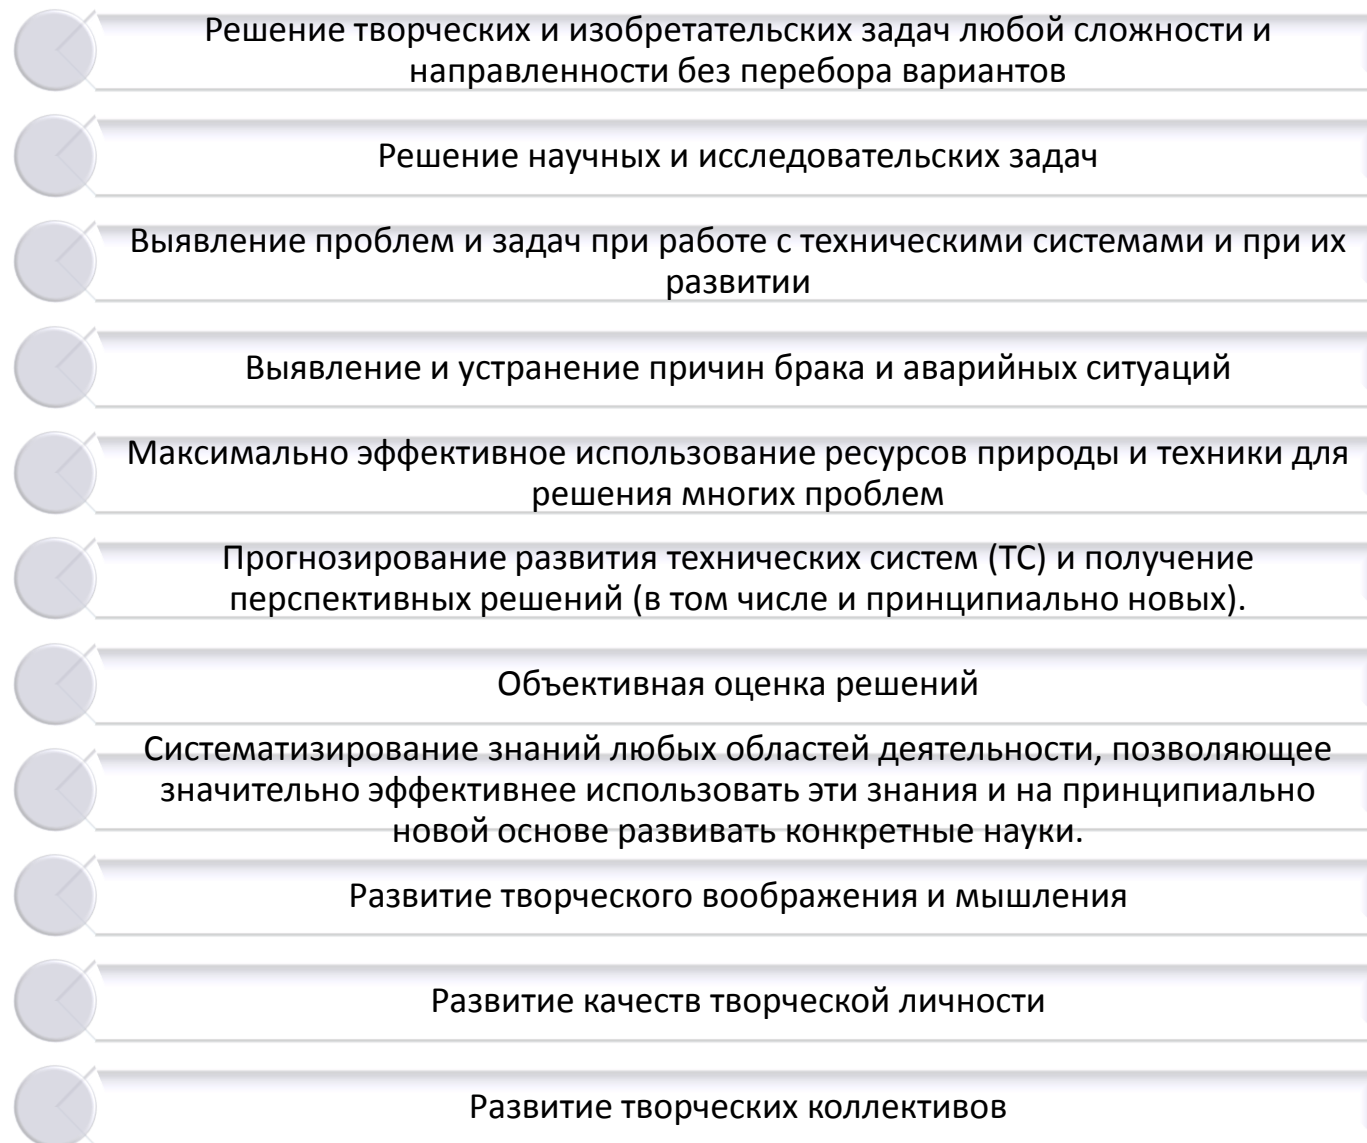 Решение творческих и изобретательских задач любой сложности и
направленности без перебора вариантов
Решение научных и исследовательских задач
Выявление проблем и задач при работе с техническими системами и при их
развитии
Выявление и устранение причин брака и аварийных ситуаций
Максимально эффективное использование ресурсов природы и техники для
решения многих проблем
Прогнозирование развития технических систем (ТС) и получение
перспективных решений (в том числе и принципиально новых).
Объективная оценка решений
Систематизирование знаний любых областей деятельности, позволяющее
значительно эффективнее использовать эти знания и на принципиально
новой основе развивать конкретные науки.
Развитие творческого воображения и мышления
Развитие качеств творческой личности
Развитие творческих коллективов